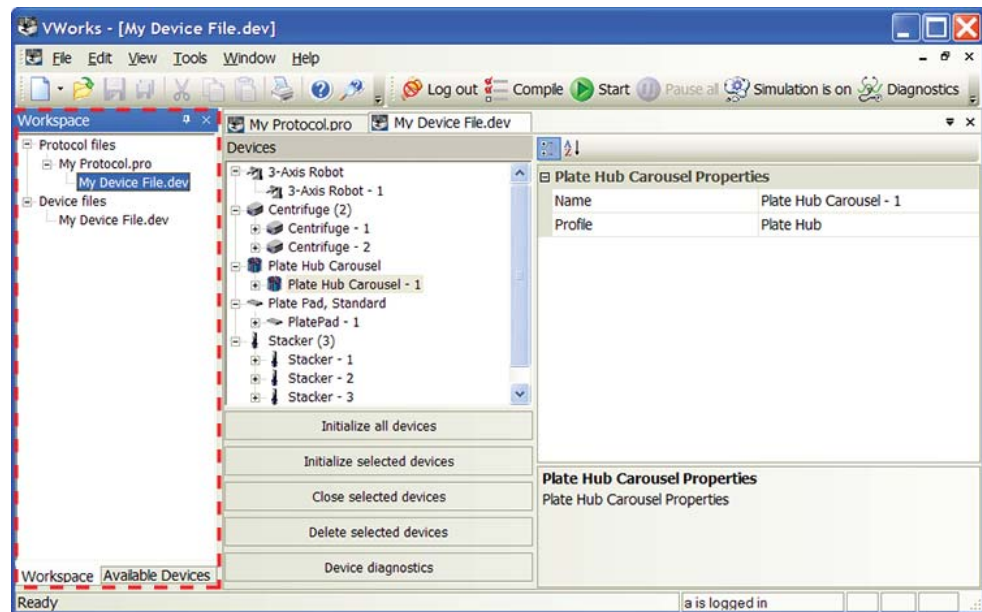 VWorks - [My Device File.dev]
File Edit View Tools Window Help
Log out Compile Start Pause all Simulation is on Diagnostics
Workspace
Protocol files
My Protocol.pro
My Device File.dev
Device files
My Device File.dev
Workspace Available Devices
My Protocol.pro My Device File.dev
Devices
3-Axis Robot
3-Axis Robot - 1
Centrifuge (2)
Centrifuge - 1
Centrifuge - 2
Plate Hub Carousel
Plate Hub Carousel - 1
Plate Pad, Standard
PlatePad - 1
Stacker (3)
Stacker - 1
Stacker - 2
Stacker - 3
Initialize all devices
Initialize selected devices
Close selected devices
Delete selected devices
Device diagnostics
Plate Hub Carousel Properties
Name Plate Hub Carousel - 1
Profile Plate Hub
Plate Hub Carousel Properties
Plate Hub Carousel Properties
Ready a is logged in